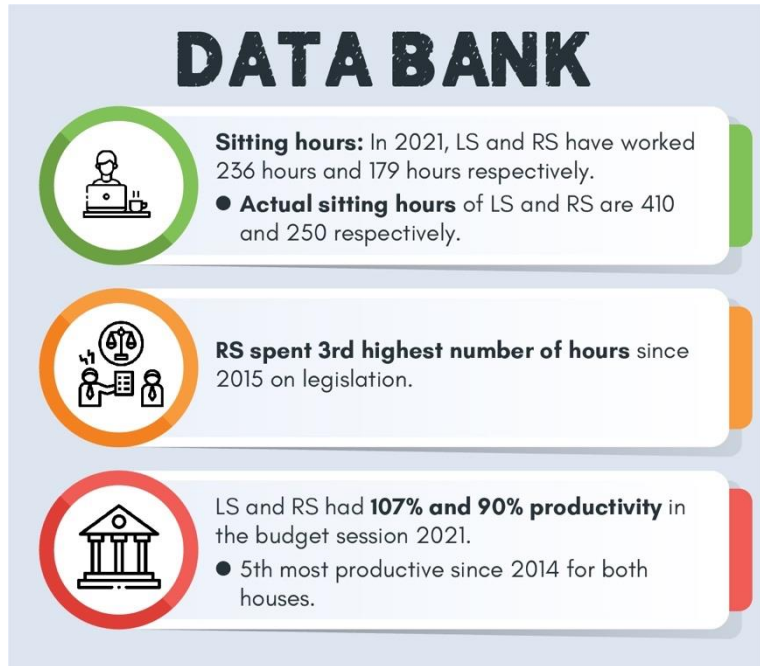 DATA BANK
Sitting hours: In 2021, LS and RS have worked
236 hours and 179 hours respectively.
● Actual sitting hours of LS and RS are 410
and 250 respectively.
RS spent 3rd highest number of hours since
2015 on legislation.
LS and RS had 107% and 90% productivity in
the budget session 2021.
● 5th most productive since 2014 for both
houses.